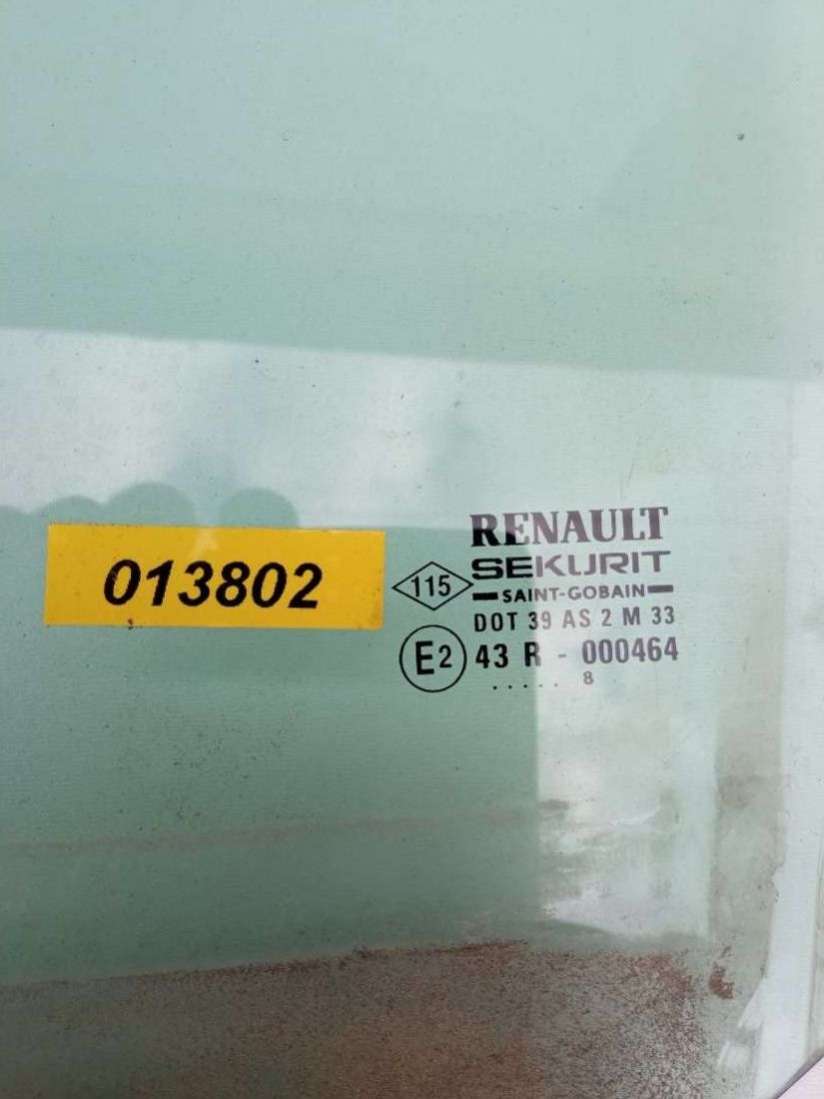 013802
RENAULT
115
SEKURIT
SAINT-GOBAIN
DOT 39 AS 2 M 33
E2 43 R - 000464
..... 8